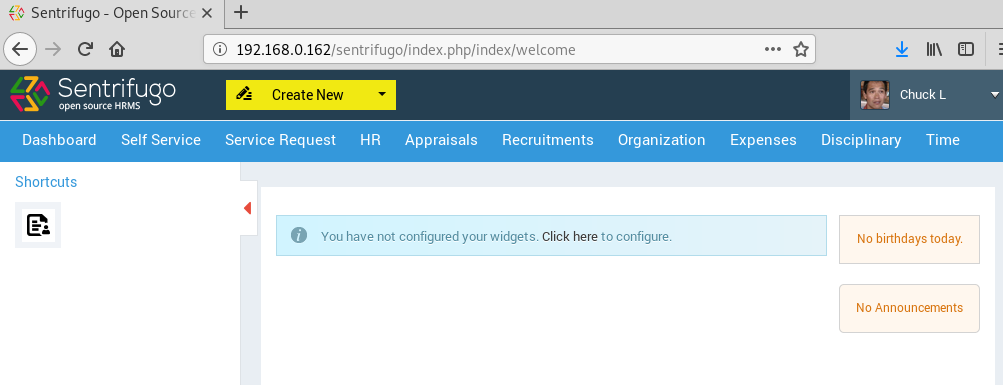 Sentrifugo - Open Source
192.168.0.162/sentrifugo/index.php/index/welcome
Sentrifugo
open source HRMS
Create New
Chuck L
Dashboard Self Service Service Request HR Appraisals Recruitments Organization Expenses Disciplinary Time
Shortcuts
You have not configured your widgets. Click here to configure.
No birthdays today.
No Announcements